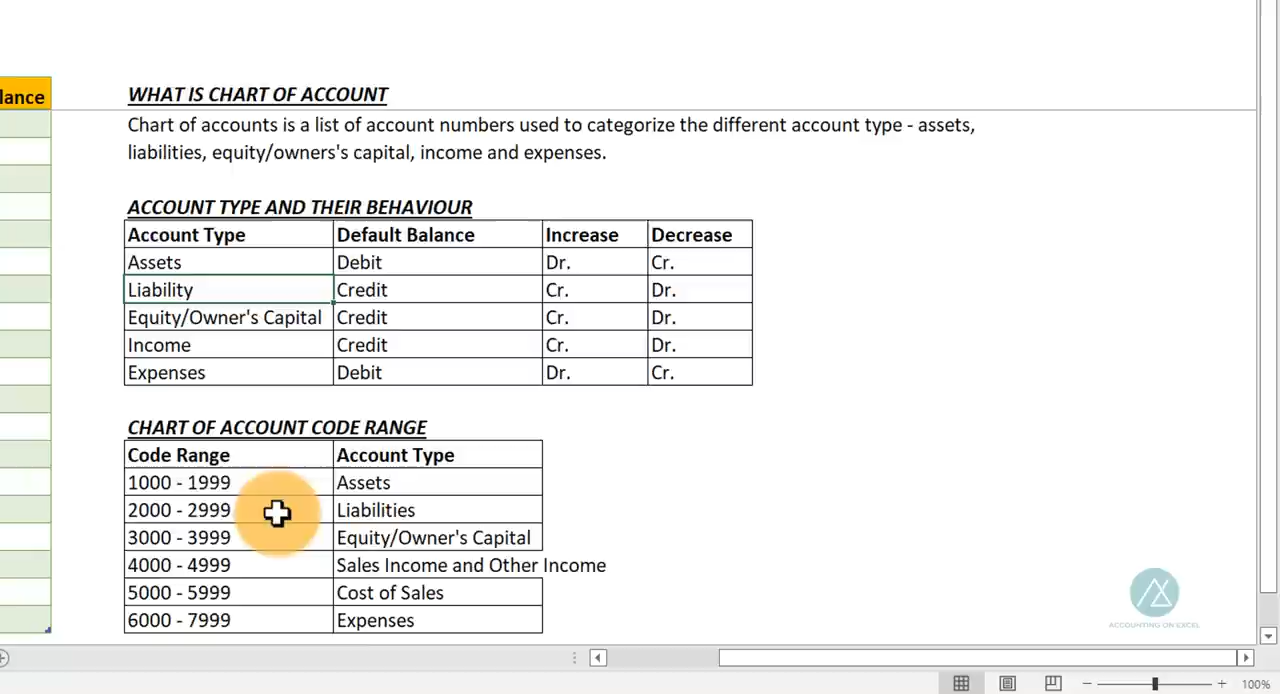 lance
WHAT IS CHART OF ACCOUNT
Chart of accounts is a list of account numbers used to categorize the different account type - assets,
liabilities, equity/owners's capital, income and expenses.
ACCOUNT TYPE AND THEIR BEHAVIOUR
Account Type Default Balance Increase Decrease
Assets Debit Dr. Cr.
Liability Credit Cr. Dr.
Equity/Owner's Capital Credit Cr. Dr.
Income Credit Cr. Dr.
Expenses Debit Dr. Cr.
CHART OF ACCOUNT CODE RANGE
Code Range Account Type
1000 - 1999 Assets
2000 - 2999 Liabilities
3000 - 3999 Equity/Owner's Capital
4000 - 4999 Sales Income and Other Income
5000 - 5999 Cost of Sales
6000 - 7999 Expenses
ACCOUNTING ON EXCEL
100%